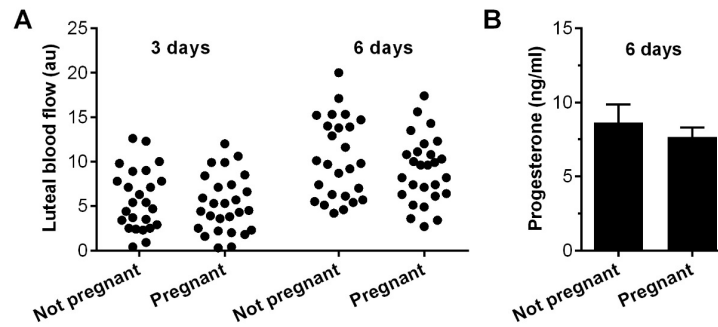 A
Luteal blood flow (au)
25
20
15
10
5
0
3 days
6 days
Not pregnant
Pregnant
Not pregnant
Pregnant
B
Progesterone (ng/ml)
15
10
5
0
6 days
Not pregnant
Pregnant